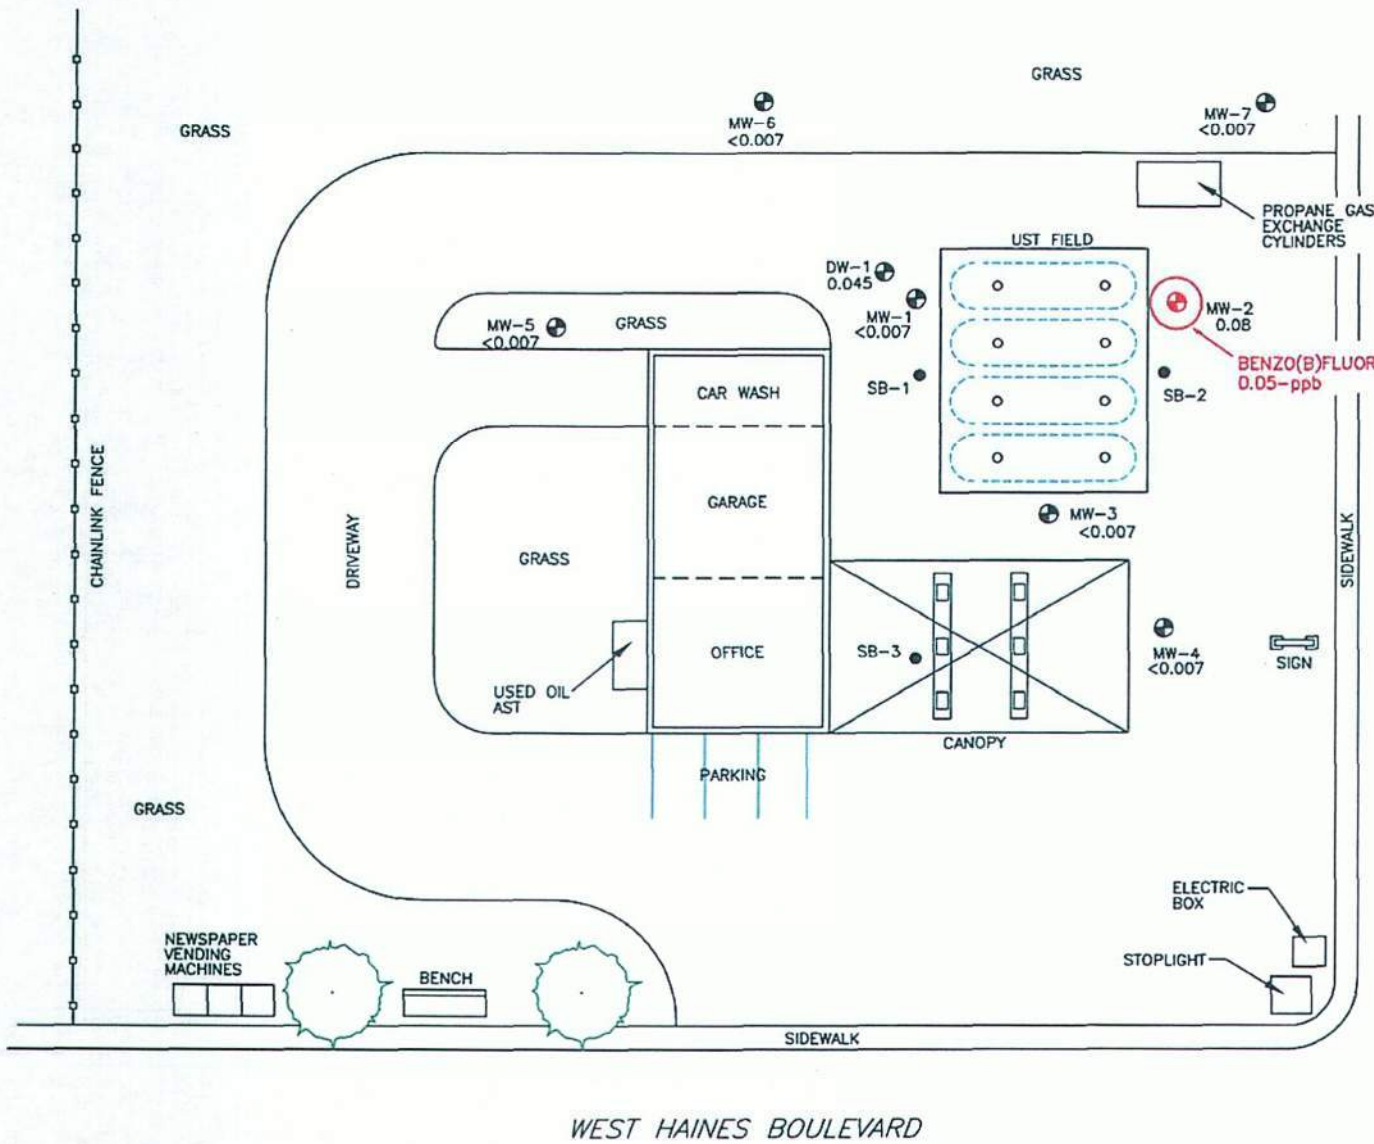 GRASS
MW-6
<0.007
MW-7
<0.007
GRASS
PROPANE GAS
EXCHANGE
CYLINDERS
UST FIELD
DW-1
0.045
MW-1
<0.007
MW-2
0.08
MW-5
<0.007
GRASS
BENZO(B)FLUOR
0.05-ppb
SB-1
SB-2
CAR WASH
CHAINLINK FENCE
DRIVEWAY
GRASS
GARAGE
MW-3
<0.007
SIDEWALK
OFFICE
SB-3
MW-4
<0.007
SIGN
USED OIL
AST
CANOPY
PARKING
GRASS
ELECTRIC
BOX
STOPLIGHT
NEWSPAPER
VENDING
MACHINES
BENCH
SIDEWALK
WEST HAINES BOULEVARD